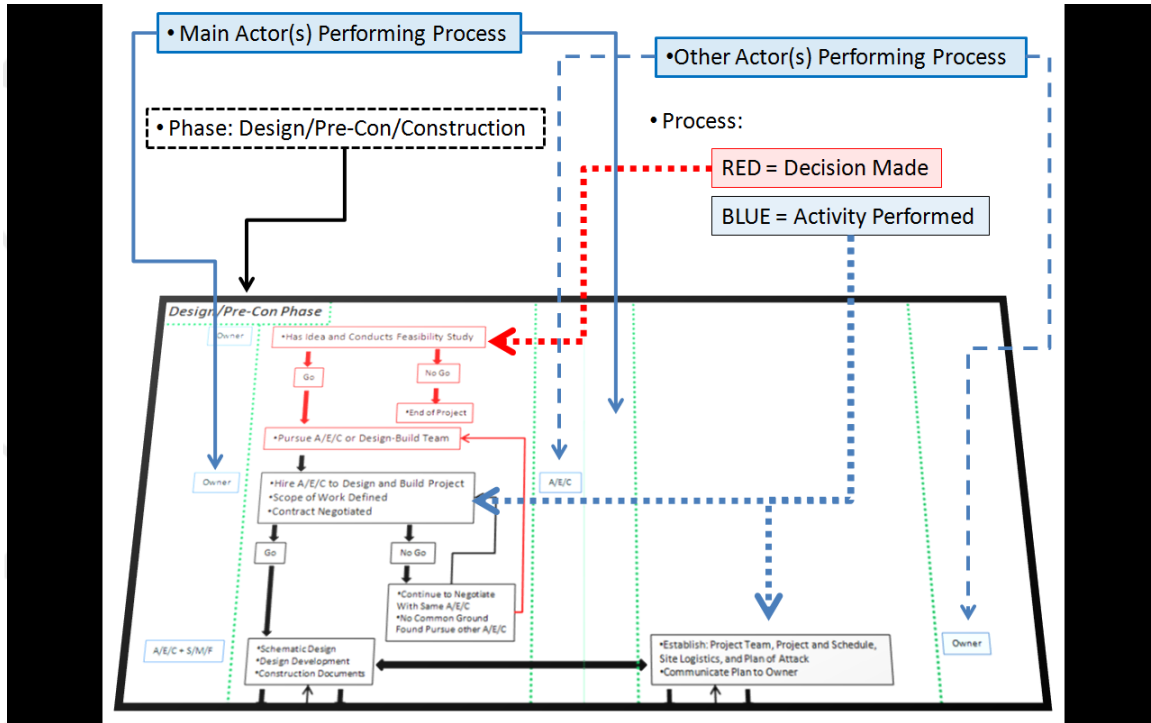 • Main Actor(s) Performing Process
•Other Actor(s) Performing Process
• Phase: Design/Pre-Con/Construction
• Process:
RED = Decision Made
BLUE = Activity Performed
Design/Pre-Con Phase
Owner
•Has Idea and Conducts Feasibility Study
Go
No Go
•End of Project
•Pursue A/E/C or Design-Build Team
Owner
•Hire A/E/C to Design and Build Project
•Scope of Work Defined
•Contract Negotiated
A/E/C
Go
No Go
•Continue to Negotiate
With Same A/E/C
•No Common Ground
Found Pursue other A/E/C
A/E/C + S/M/F
•Schematic Design
•Design Development
•Construction Documents
•Establish: Project Team, Project and Schedule,
Site Logistics, and Plan of Attack
•Communicate Plan to Owner
Owner